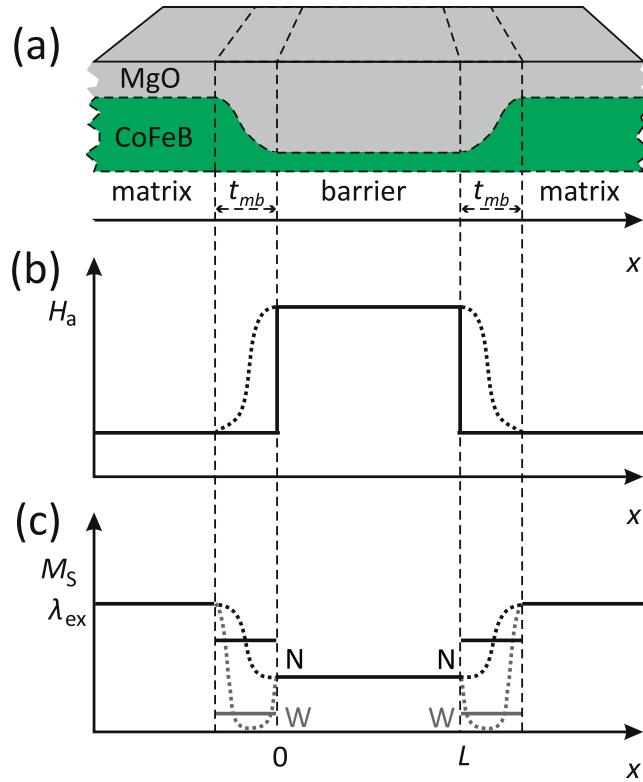 (a)
MgO
CoFeB
matrix t_mb barrier t_mb matrix
x
(b)
H_a
x
(c)
M_S
λ_ex
N N
W W
0 L
x